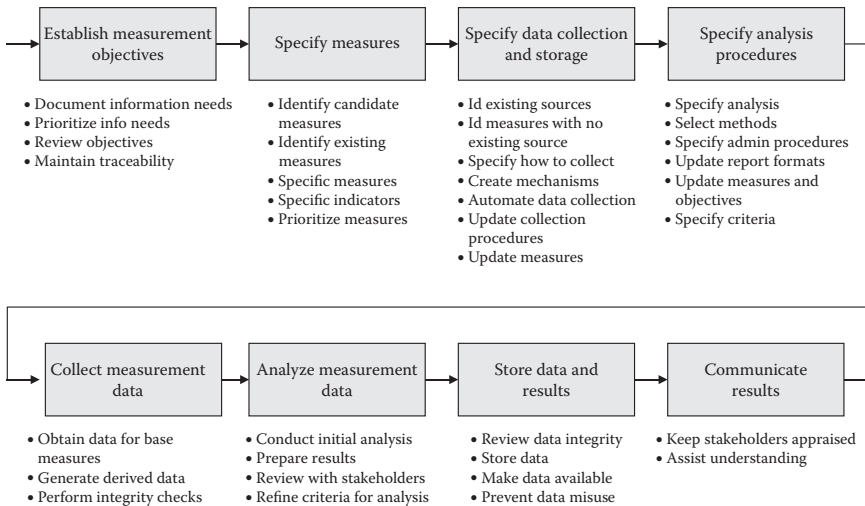 Establish measurement
objectives
Specify measures
Specify data collection
and storage
Specify analysis
procedures
• Document information needs
• Prioritize info needs
• Review objectives
• Maintain traceability
• Identify candidate
measures
• Identify existing
measures
• Specific measures
• Specific indicators
• Prioritize measures
• Id existing sources
• Id measures with no
existing source
• Specify how to collect
• Create mechanisms
• Automate data collection
• Update collection
procedures
• Update measures
• Specify analysis
• Select methods
• Specify admin procedures
• Update report formats
• Update measures and
objectives
• Specify criteria
Collect measurement
data
Analyze measurement
data
Store data and
results
Communicate
results
• Obtain data for base
measures
• Generate derived data
• Perform integrity checks
• Conduct initial analysis
• Prepare results
• Review with stakeholders
• Refine criteria for analysis
• Review data integrity
• Store data
• Make data available
• Prevent data misuse
• Keep stakeholders appraised
• Assist understanding